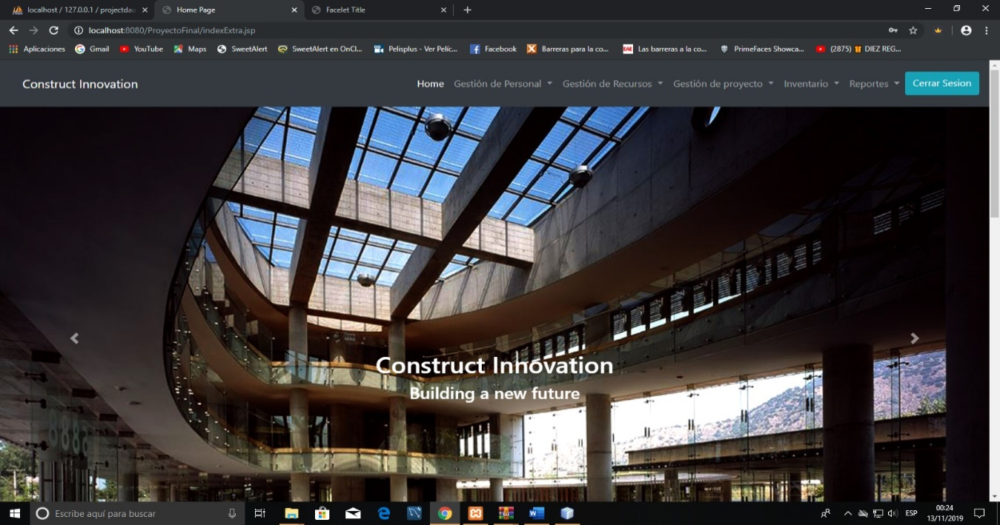 localhost / 127.0.0.1 / projectdau
Home Page
Facelet Title
localhost:8080/ProyectoFinal/indexExtra.jsp
Aplicaciones Gmail YouTube Maps SweetAlert SweetAlert en OnCl... Pelisplus - Ver Pelíc... Facebook Barreras para la co... EAE Las barreras a la co... PrimeFaces Showca... (2875) DIEZ REG...
Construct Innovation
Home Gestión de Personal Gestión de Recursos Gestión de proyecto Inventario Reportes Cerrar Sesion
Construct Innovation
Building a new future
Escribe aquí para buscar
ESP
00:24
13/11/2019